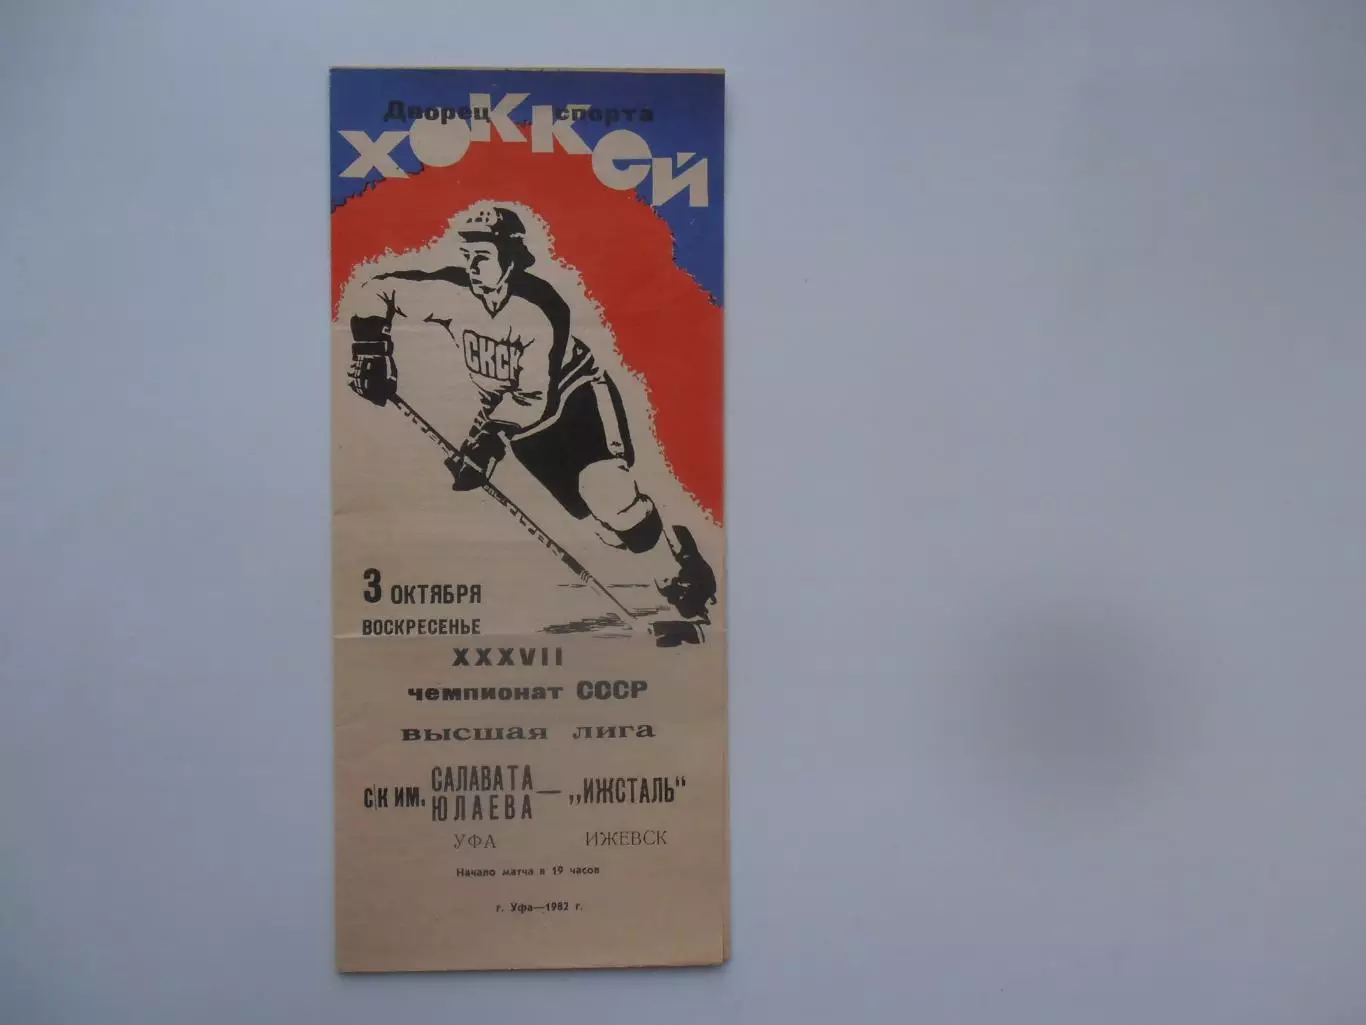 Дворец спорта
ХОККЕЙ
СКСК
3 ОКТЯБРЯ
ВОСКРЕСЕНЬЕ
XXXVII
чемпионат СССР
высшая лига
С/К ИМ. САЛАВАТА ЮЛАЕВА — „ИЖСТАЛЬ"
УФА ИЖЕВСК
Начало матча в 19 часов
г. Уфа—1982 г.